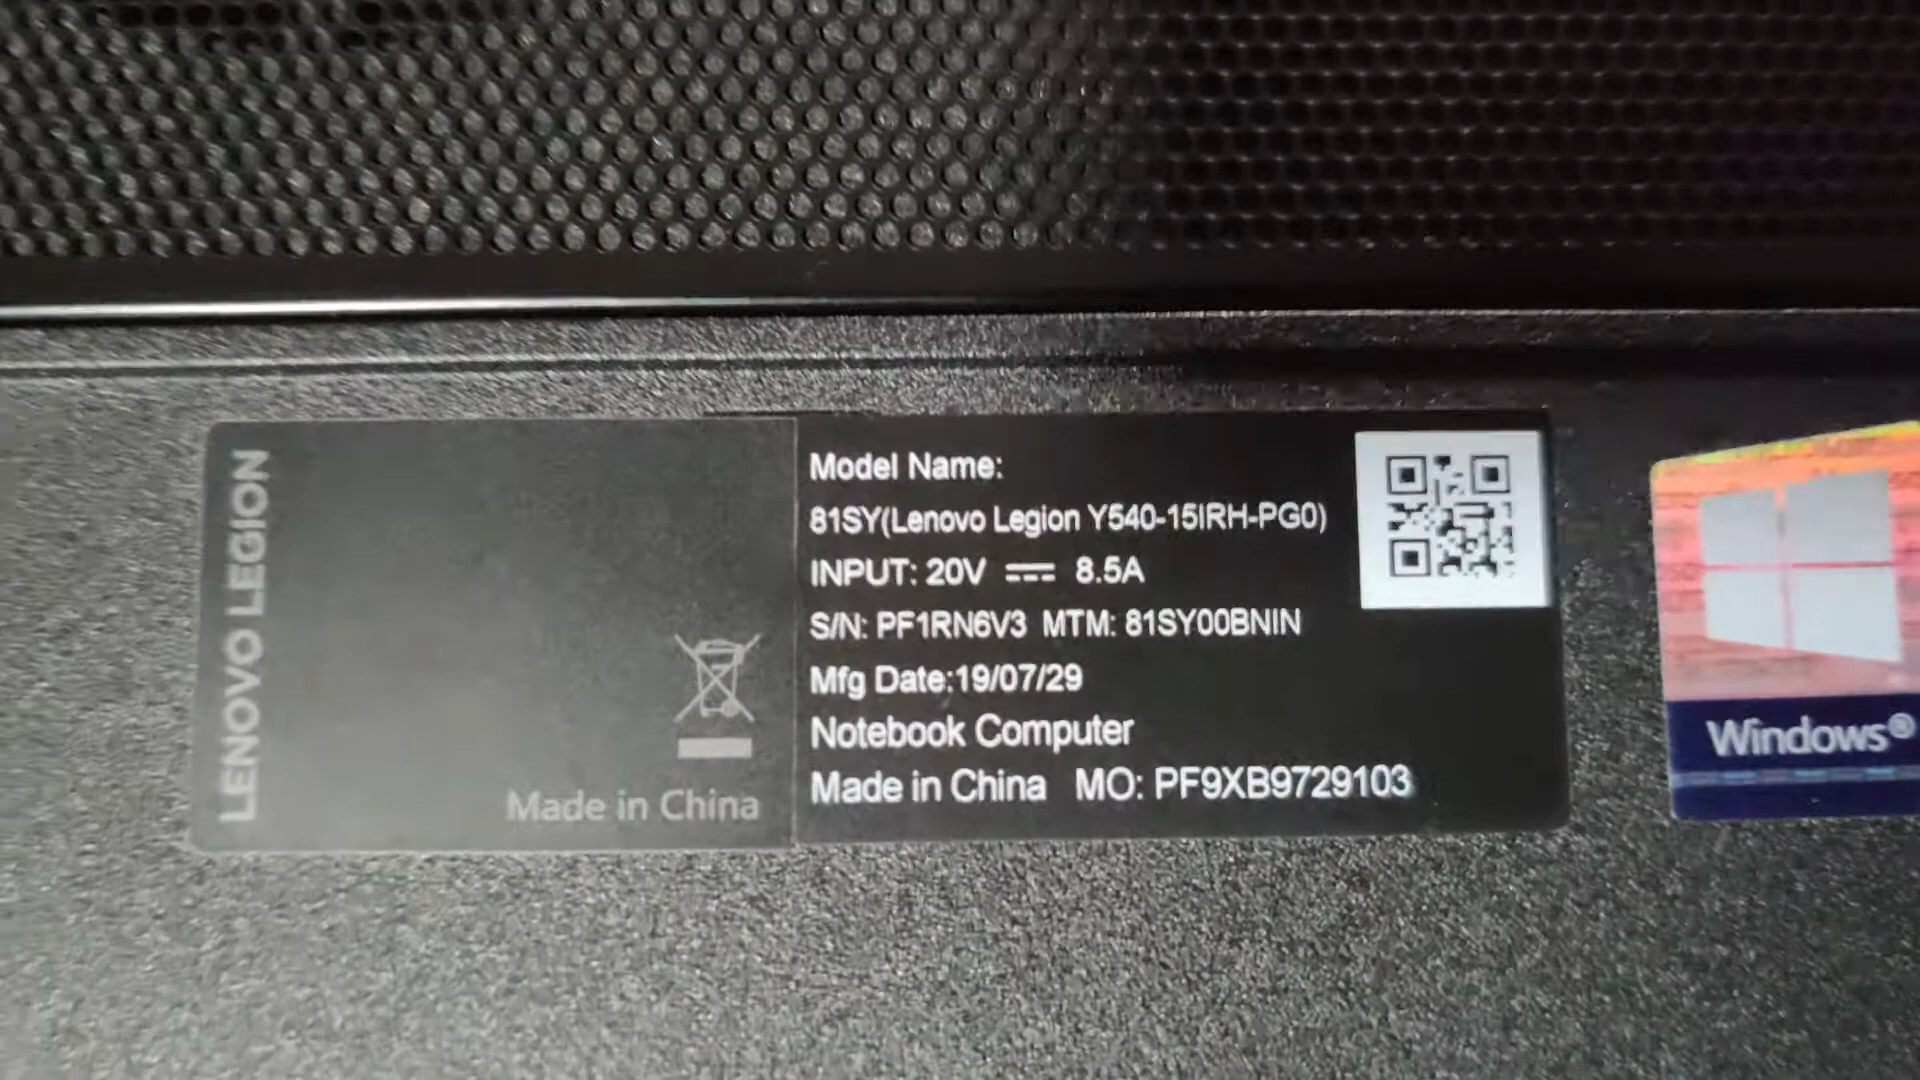 LENOVO LEGION
Made in China
Model Name:
81SY(Lenovo Legion Y540-15IRH-PG0)
INPUT: 20V ⎓ 8.5A
S/N: PF1RN6V3 MTM: 81SY00BNIN
Mfg Date:19/07/29
Notebook Computer
Made in China MO: PF9XB9729103
Windows®